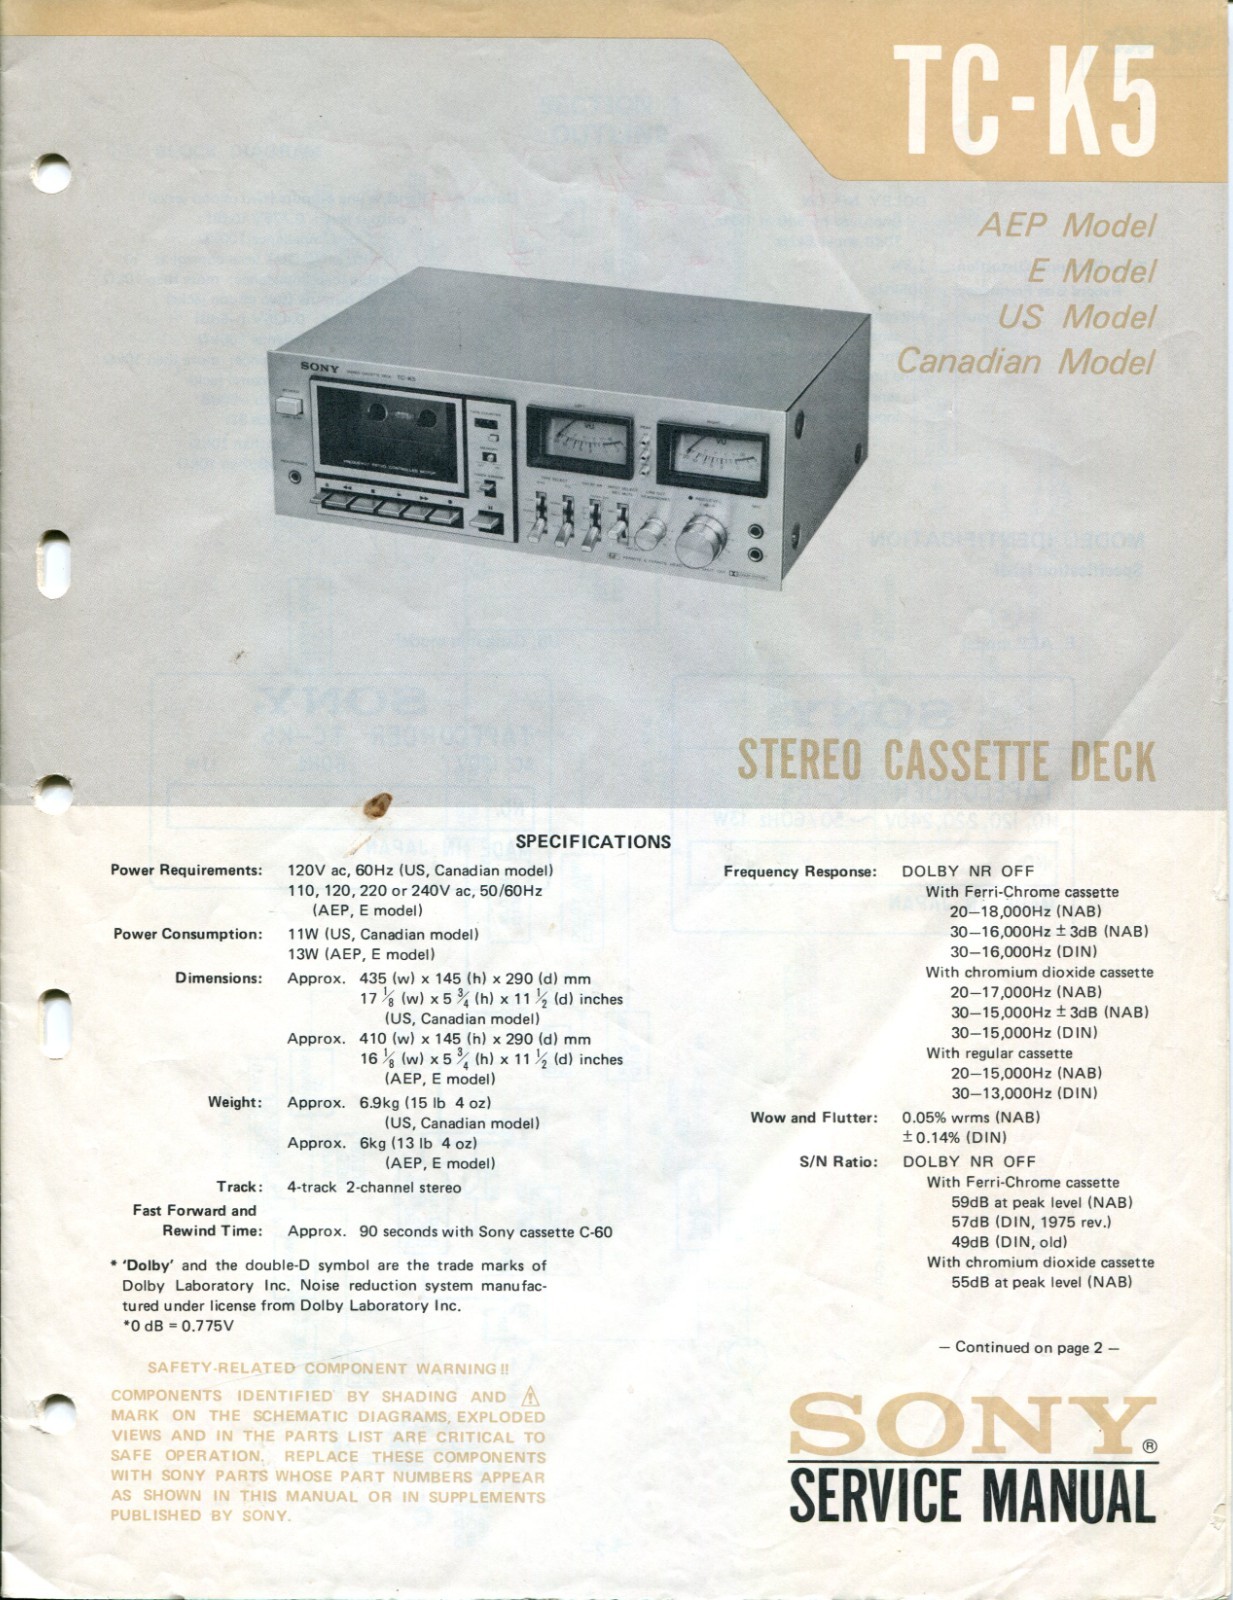 TC-K5
AEP Model
E Model
US Model
Canadian Model
SONY
TC-K5
VU
VU
STEREO CASSETTE DECK
SPECIFICATIONS
Power Requirements: 120V ac, 60Hz (US, Canadian model)
110, 120, 220 or 240V ac, 50/60Hz
(AEP, E model)
Power Consumption: 11W (US, Canadian model)
13W (AEP, E model)
Dimensions: Approx. 435 (w) x 145 (h) x 290 (d) mm
17 1/8 (w) x 5 3/4 (h) x 11 1/2 (d) inches
(US, Canadian model)
Approx. 410 (w) x 145 (h) x 290 (d) mm
16 1/8 (w) x 5 3/4 (h) x 11 1/2 (d) inches
(AEP, E model)
Weight: Approx. 6.9kg (15 lb 4 oz)
(US, Canadian model)
Approx. 6kg (13 lb 4 oz)
(AEP, E model)
Track: 4-track 2-channel stereo
Fast Forward and
Rewind Time: Approx. 90 seconds with Sony cassette C-60
* 'Dolby' and the double-D symbol are the trade marks of
Dolby Laboratory Inc. Noise reduction system manufac-
tured under license from Dolby Laboratory Inc.
*0 dB = 0.775V
SAFETY-RELATED COMPONENT WARNING!!
COMPONENTS IDENTIFIED BY SHADING AND ⚠
MARK ON THE SCHEMATIC DIAGRAMS, EXPLODED
VIEWS AND IN THE PARTS LIST ARE CRITICAL TO
SAFE OPERATION. REPLACE THESE COMPONENTS
WITH SONY PARTS WHOSE PART NUMBERS APPEAR
AS SHOWN IN THIS MANUAL OR IN SUPPLEMENTS
PUBLISHED BY SONY.
Frequency Response: DOLBY NR OFF
With Ferri-Chrome cassette
20–18,000Hz (NAB)
30–16,000Hz ± 3dB (NAB)
30–16,000Hz (DIN)
With chromium dioxide cassette
20–17,000Hz (NAB)
30–15,000Hz ± 3dB (NAB)
30–15,000Hz (DIN)
With regular cassette
20–15,000Hz (NAB)
30–13,000Hz (DIN)
Wow and Flutter: 0.05% wrms (NAB)
± 0.14% (DIN)
S/N Ratio: DOLBY NR OFF
With Ferri-Chrome cassette
59dB at peak level (NAB)
57dB (DIN, 1975 rev.)
49dB (DIN, old)
With chromium dioxide cassette
55dB at peak level (NAB)
– Continued on page 2 –
SONY®
SERVICE MANUAL